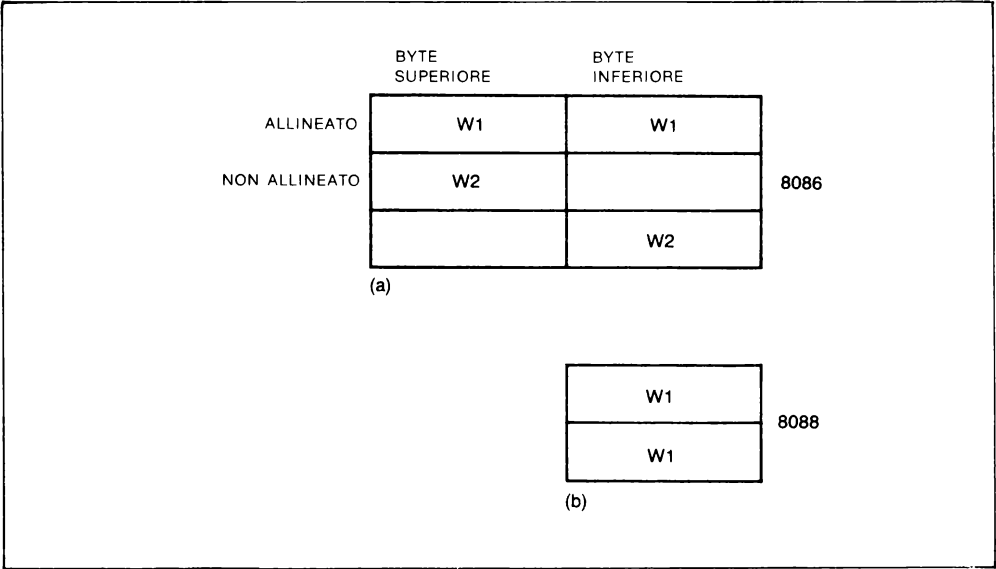 BYTE SUPERIORE
BYTE INFERIORE
ALLINEATO W1 W1
NON ALLINEATO W2 8086
W2
(a)
W1
8088
W1
(b)